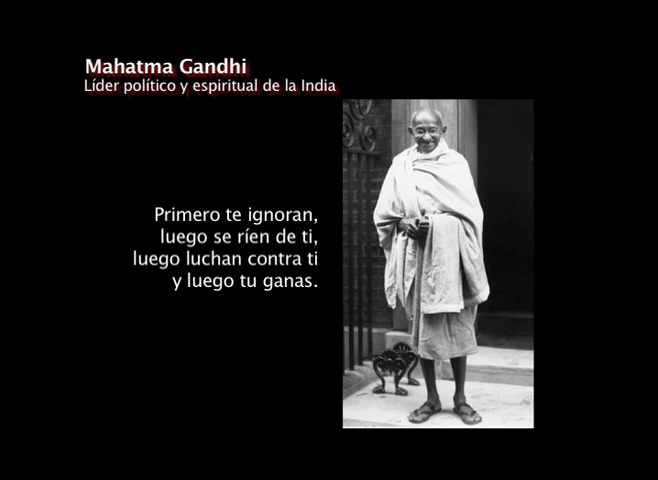 Mahatma Gandhi
Líder político y espiritual de la India
Primero te ignoran,
luego se ríen de ti,
luego luchan contra ti
y luego tu ganas.